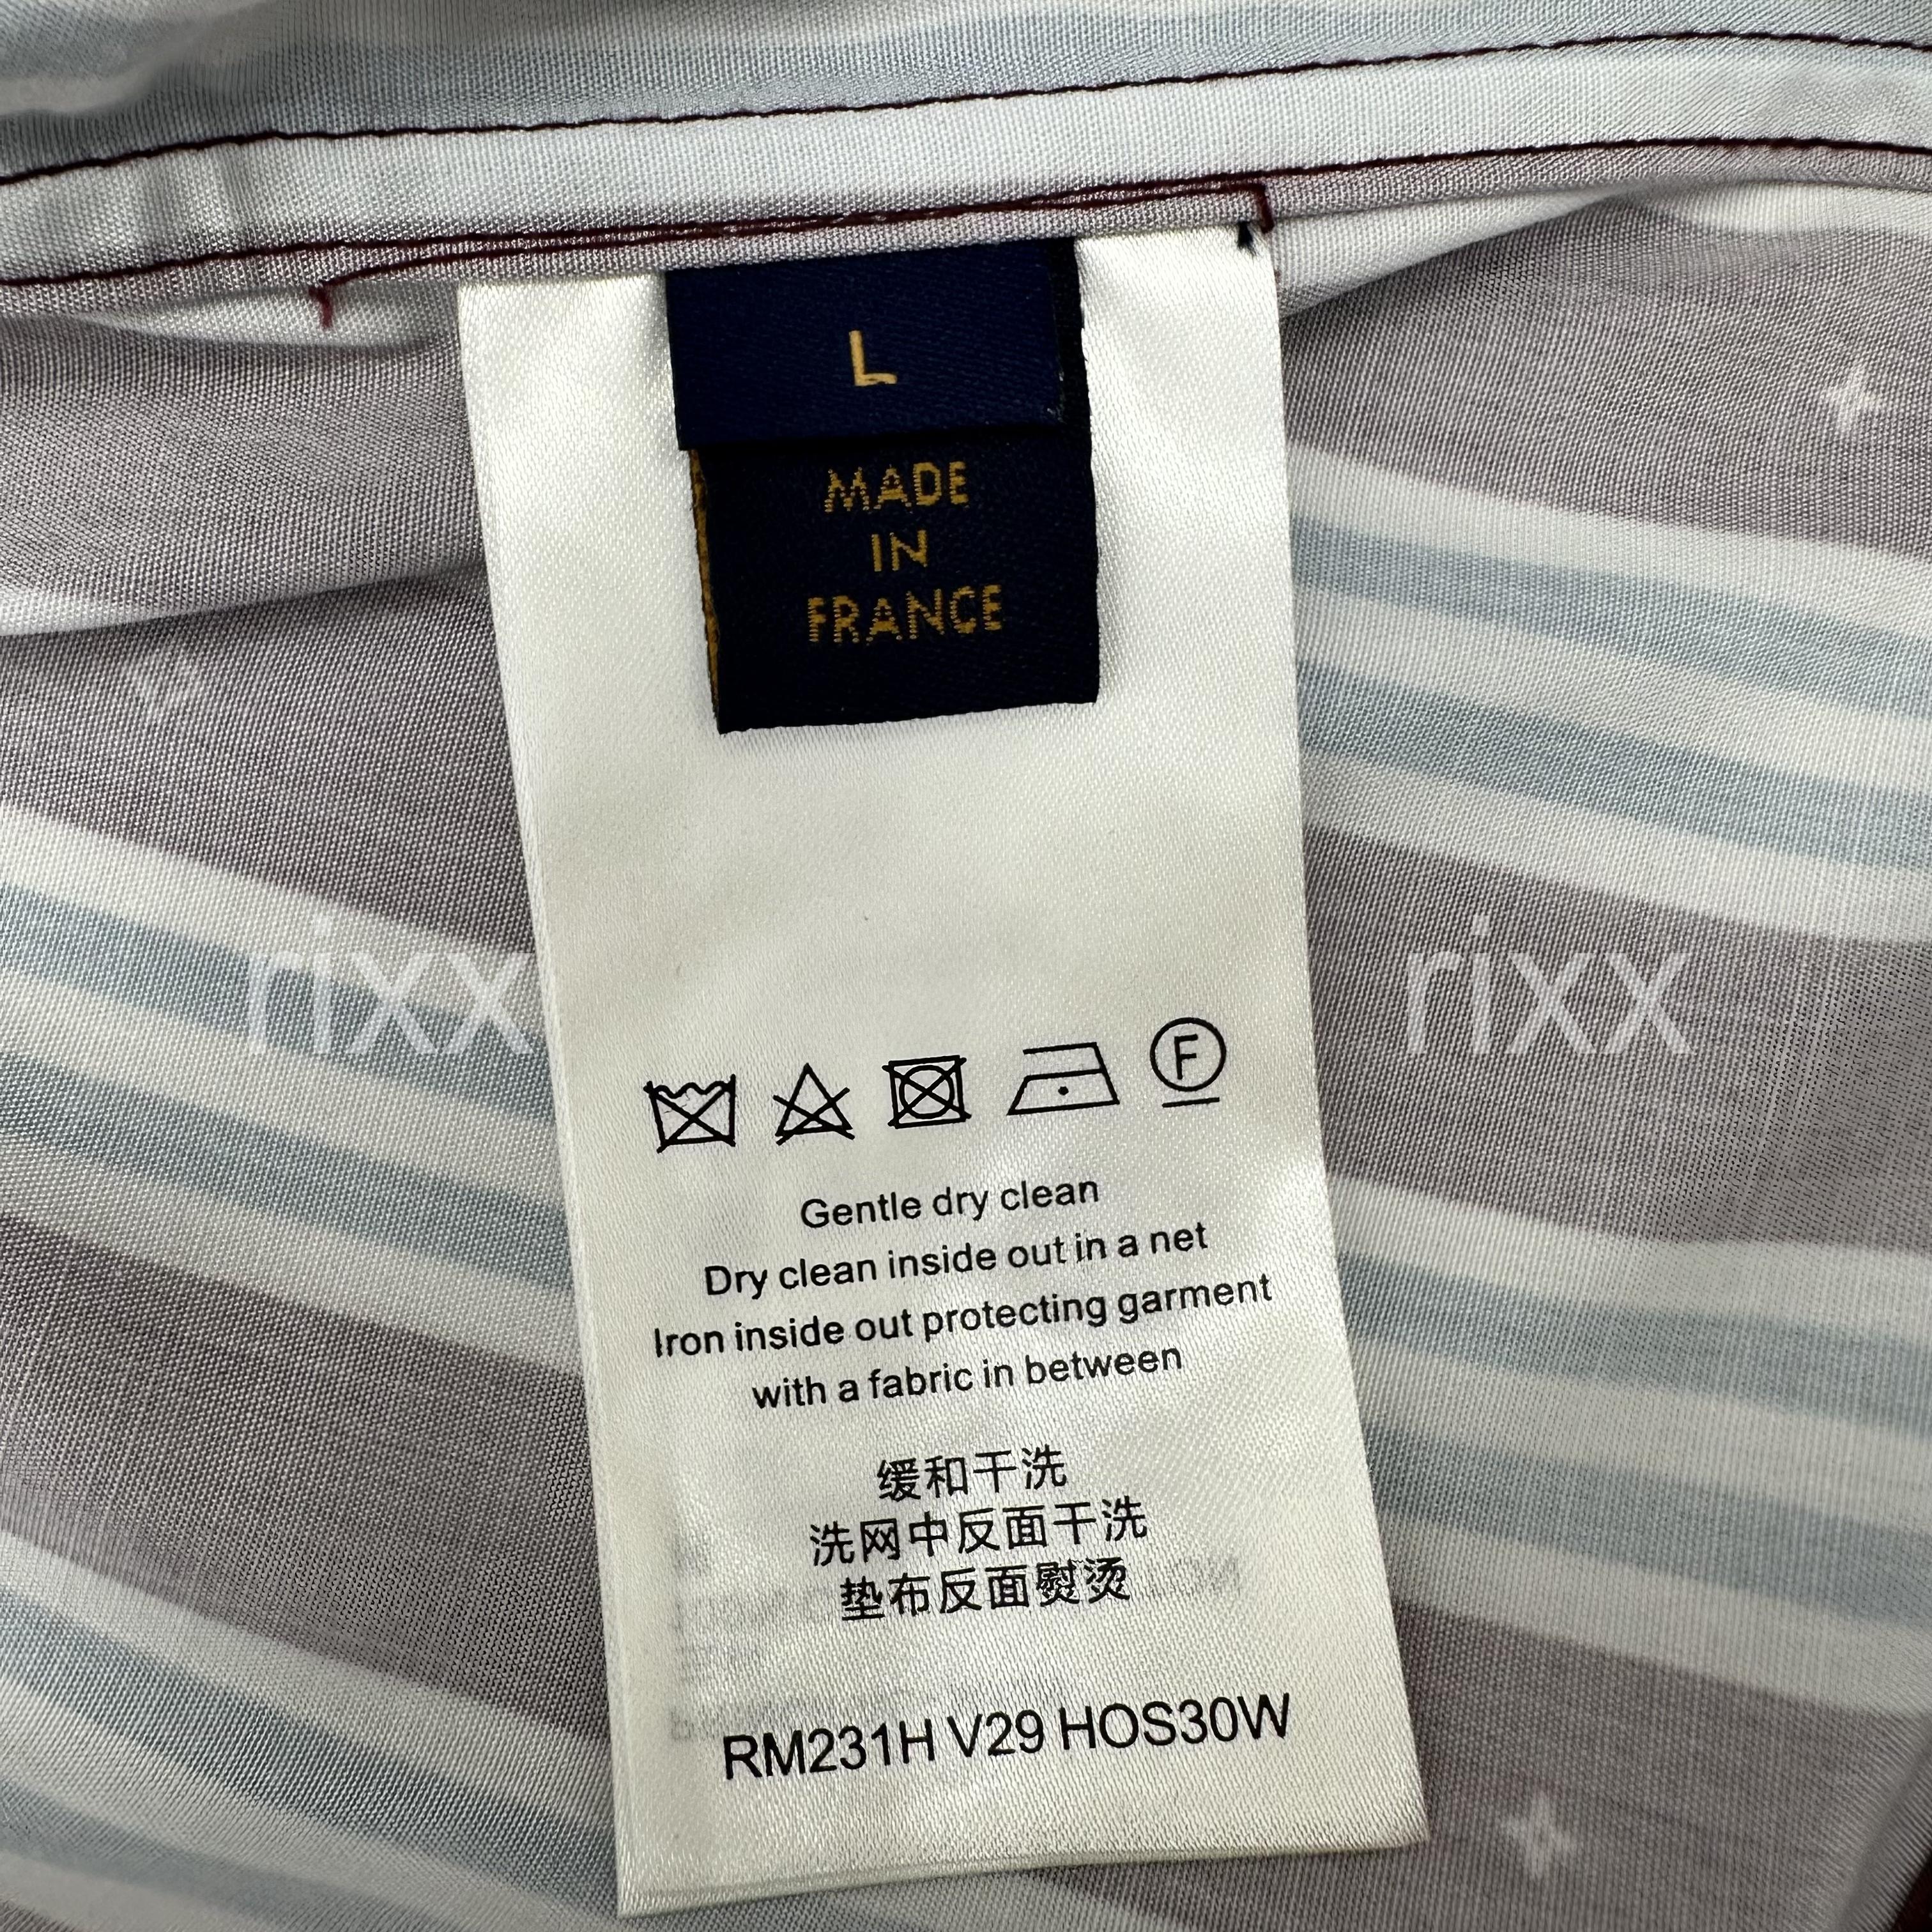 L
MADE
IN
FRANCE
rixx
rixx
F
Gentle dry clean
Dry clean inside out in a net
Iron inside out protecting garment
with a fabric in between
缓和干洗
洗网中反面干洗
垫布反面熨烫
RM231H V29 HOS30W